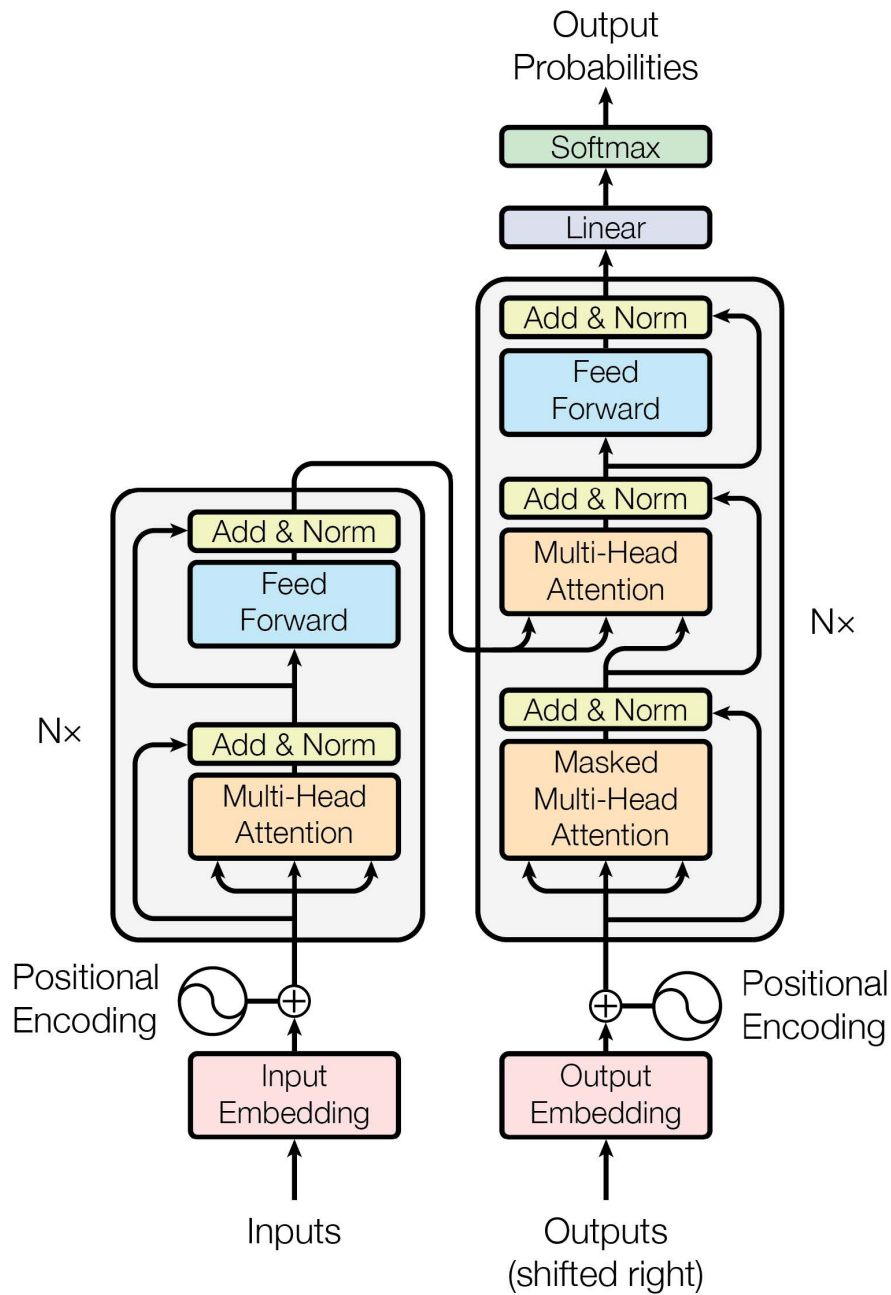 Output
Probabilities
Softmax
Linear
Add & Norm
Feed
Forward
Add & Norm
Multi-Head
Attention
Add & Norm
Masked
Multi-Head
Attention
Nx
Add & Norm
Feed
Forward
Add & Norm
Multi-Head
Attention
Nx
Positional
Encoding
Positional
Encoding
Input
Embedding
Output
Embedding
Inputs
Outputs
(shifted right)